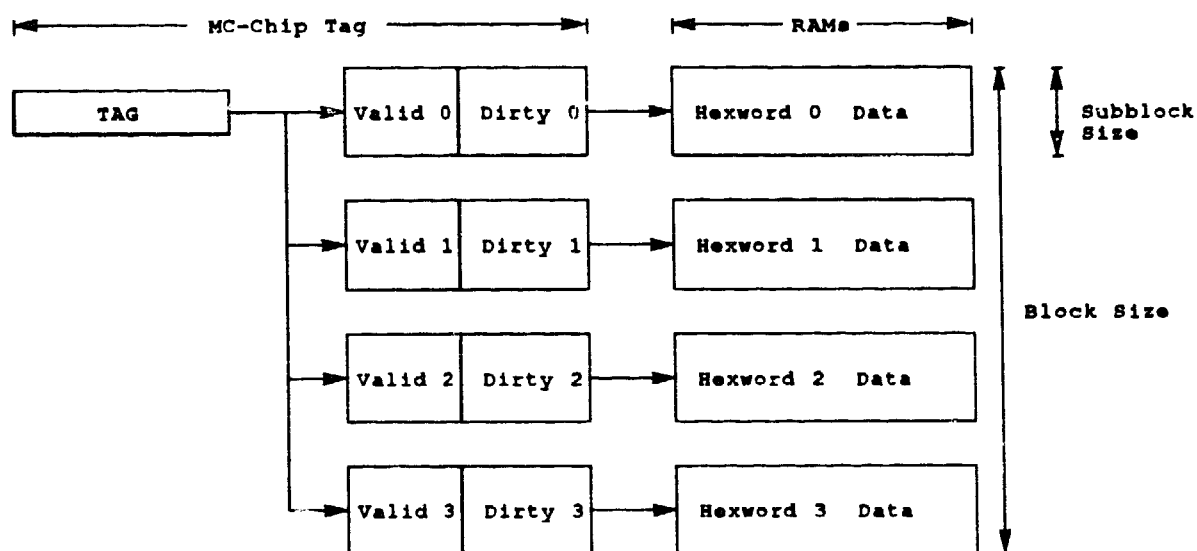 MC-Chip Tag RAMs
TAG Valid 0 Dirty 0 Hexword 0 Data Subblock
Size
Valid 1 Dirty 1 Hexword 1 Data
Block Size
Valid 2 Dirty 2 Hexword 2 Data
Valid 3 Dirty 3 Hexword 3 Data